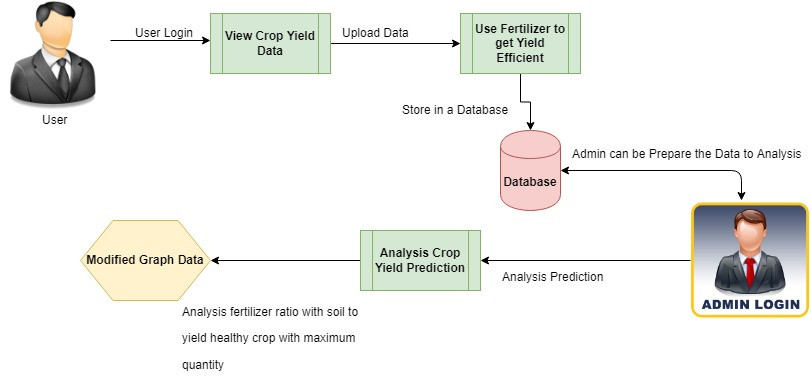 User Login
View Crop Yield
Data
Upload Data
Use Fertilizer to
get Yield
Efficient
User
Store in a Database
Database
Admin can be Prepare the Data to Analysis
ADMIN LOGIN
Analysis Prediction
Analysis Crop
Yield Prediction
Modified Graph Data
Analysis fertilizer ratio with soil to
yield healthy crop with maximum
quantity